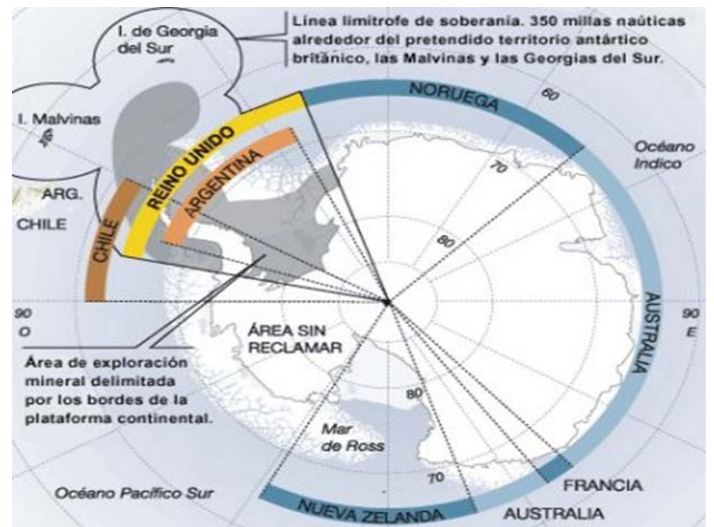 I. de Georgia
del Sur
Línea limitrofe de soberanía. 350 millas naúticas
alrededor del pretendido territorio antártico
británico, las Malvinas y las Georgias del Sur.
I. Malvinas
ARG.
CHILE
CHILE
REINO UNIDO
ARGENTINA
NORUEGA
60
70
80
Océano
Indico
90
O
90
E
AUSTRALIA
ÁREA SIN
RECLAMAR
Área de exploración
mineral delimitada
por los bordes de la
plataforma continental.
80
Mar
de Ross
70
FRANCIA
AUSTRALIA
NUEVA ZELANDA
Océano Pacífico Sur